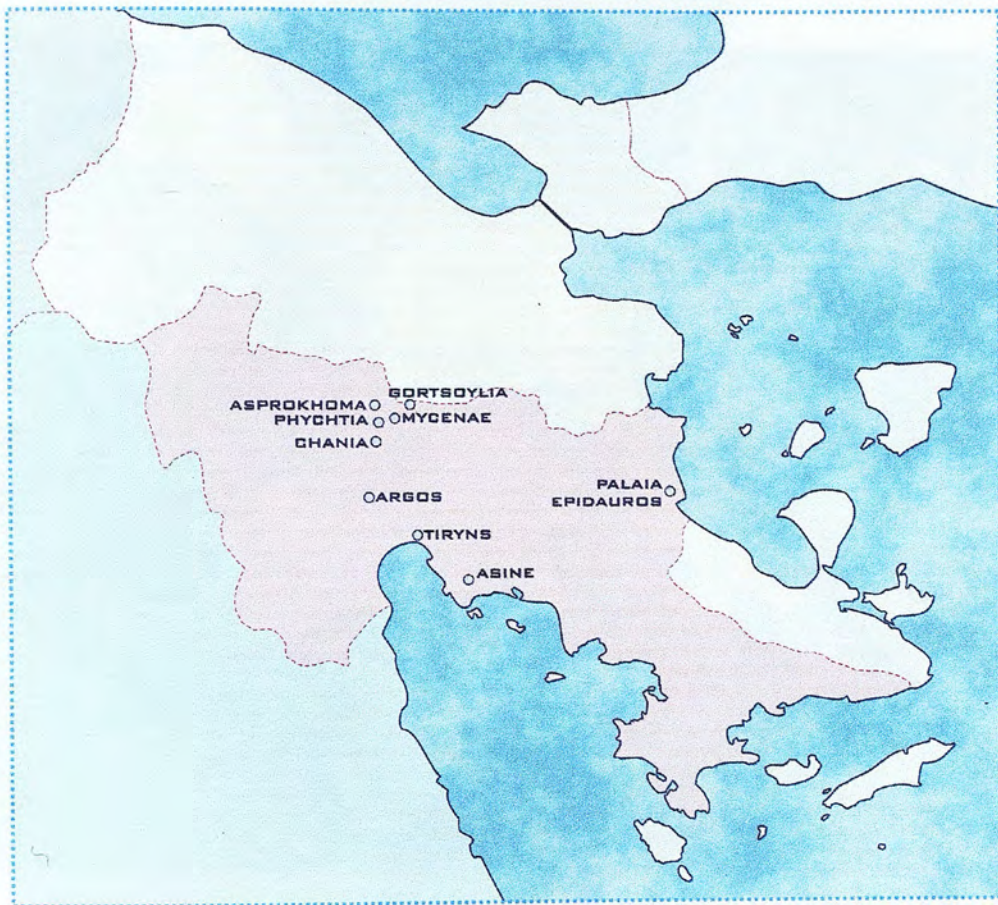 GORTSOYLIA
ASPROKHOMA
MYCENAE
PHYCHTIA
CHANIA
ARGOS
PALAIA
EPIDAUROS
TIRYNS
ASINE